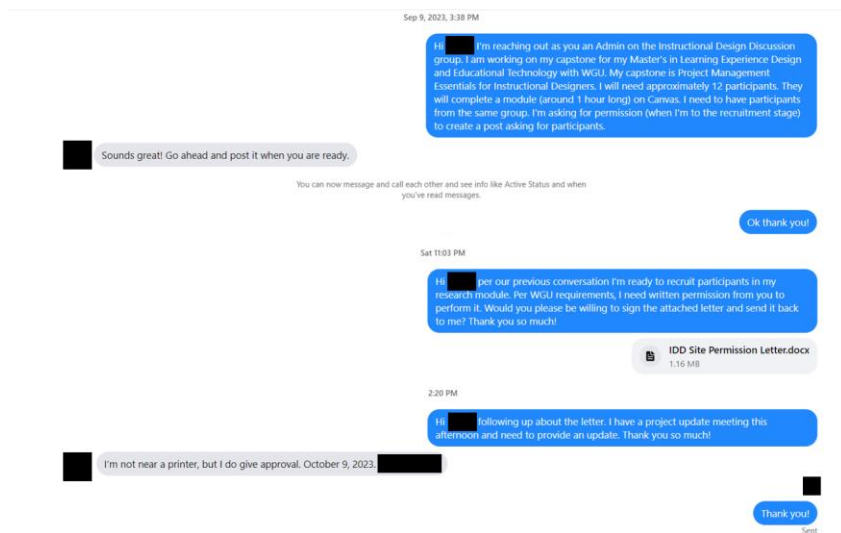 Sep 9, 2023, 3:38 PM
Hi I'm reaching out as you an Admin on the Instructional Design Discussion
group. I am working on my capstone for my Master's in Learning Experience Design
and Educational Technology with WGU. My capstone is Project Management
Essentials for Instructional Designers. I will need approximately 12 participants. They
will complete a module (around 1 hour long) on Canvas. I need to have participants
from the same group. I'm asking for permission (when I'm to the recruitment stage)
to create a post asking for participants.
Sounds great! Go ahead and post it when you are ready.
You can now message and call each other and see info like Active Status and when
you've read messages.
Ok thank you!
Sat 11:03 PM
Hi per our previous conversation I'm ready to recruit participants in my
research module. Per WGU requirements, I need written permission from you to
perform it. Would you please be willing to sign the attached letter and send it back
to me? Thank you so much!
IDD Site Permission Letter.docx
1.16 MB
2:20 PM
Hi following up about the letter. I have a project update meeting this
afternoon and need to provide an update. Thank you so much!
I'm not near a printer, but I do give approval. October 9, 2023.
Thank you!
Sent